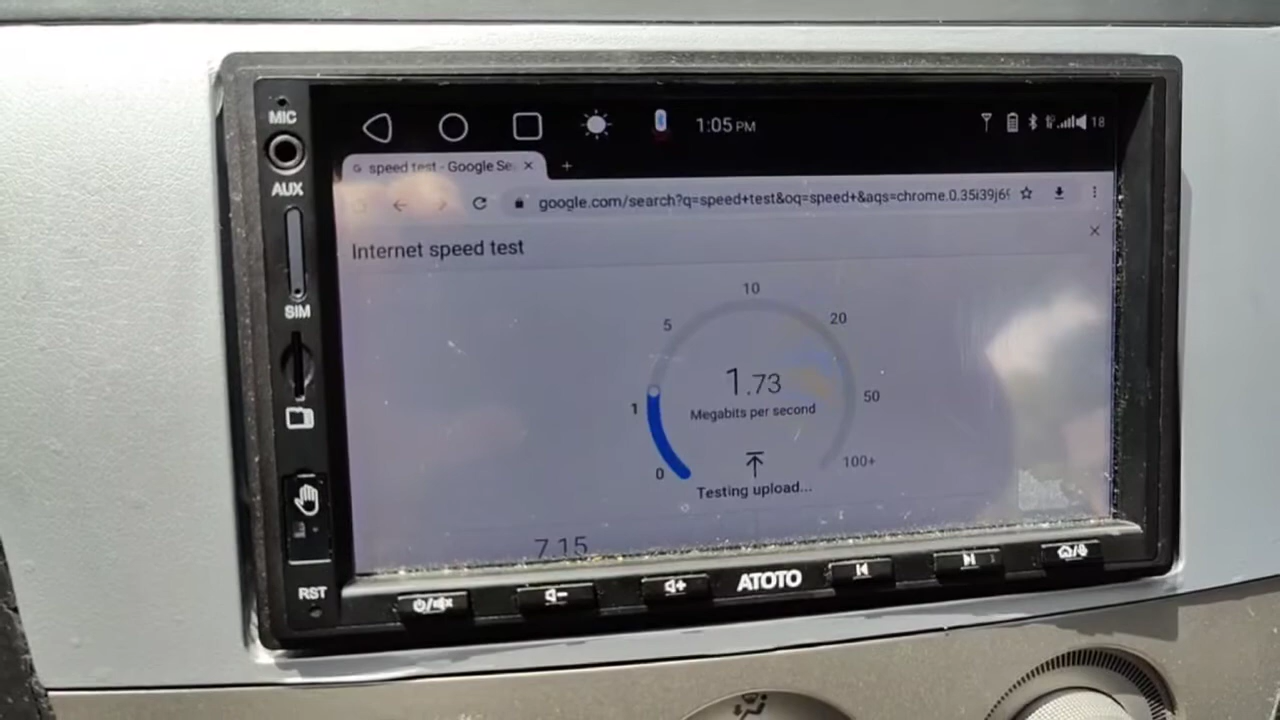 MIC
AUX
SIM
RST
1:05 PM
18
speed test - Google Se
google.com/search?q=speed+test&oq=speed+&aqs=chrome.0.35i39j69
Internet speed test
0
1
5
10
20
50
100+
1.73
Megabits per second
Testing upload...
7.15
ATOTO